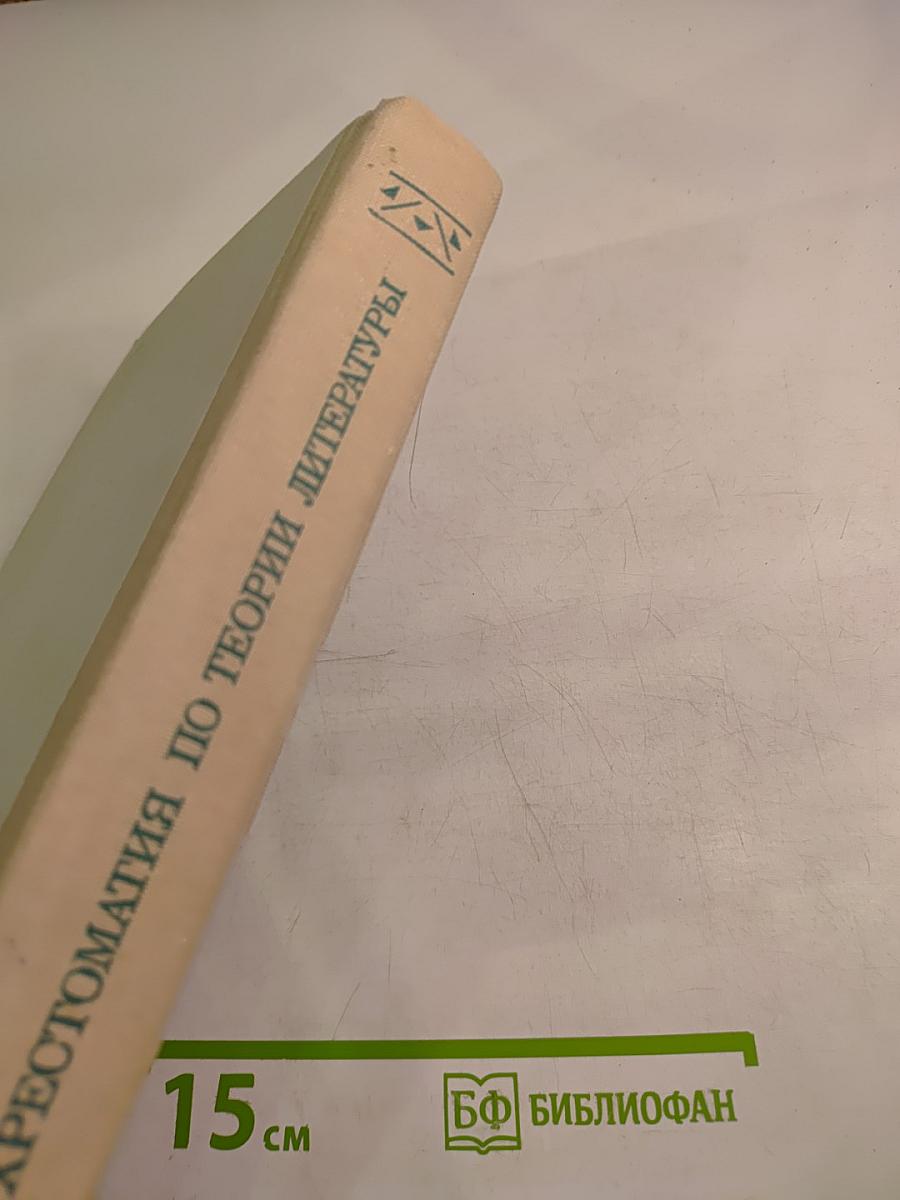 ХРЕСТОМАТИЯ ПО ТЕОРИИ ЛИТЕРАТУРЫ
15 см
БФ БИБЛИОФАН